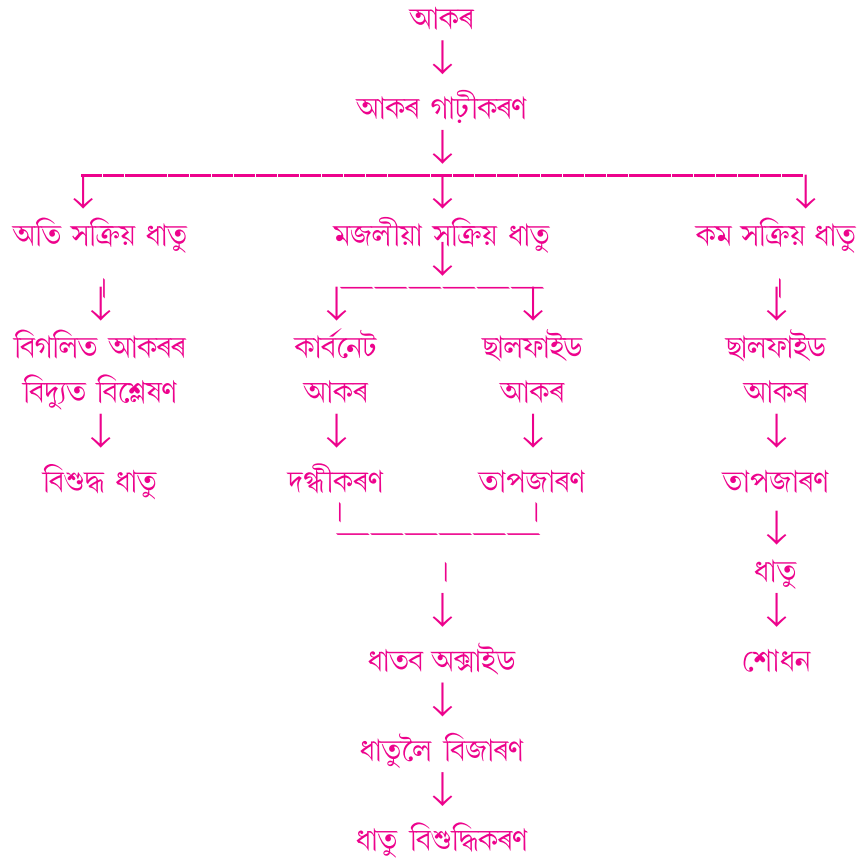 আকৰ
আকৰ গাঢ়ীকৰণ
অতি সক্ৰিয় ধাতু
মজলীয়া সক্ৰিয় ধাতু
কম সক্ৰিয় ধাতু
বিগলিত আকৰৰ
বিদ্যুত বিশ্লেষণ
বিশুদ্ধ ধাতু
কাৰ্বনেট
আকৰ
দগ্ধীকৰণ
ছালফাইড
আকৰ
তাপজাৰণ
ধাতব অক্সাইড
ধাতুলৈ বিজাৰণ
ধাতু বিশুদ্ধিকৰণ
ছালফাইড
আকৰ
তাপজাৰণ
ধাতু
শোধন